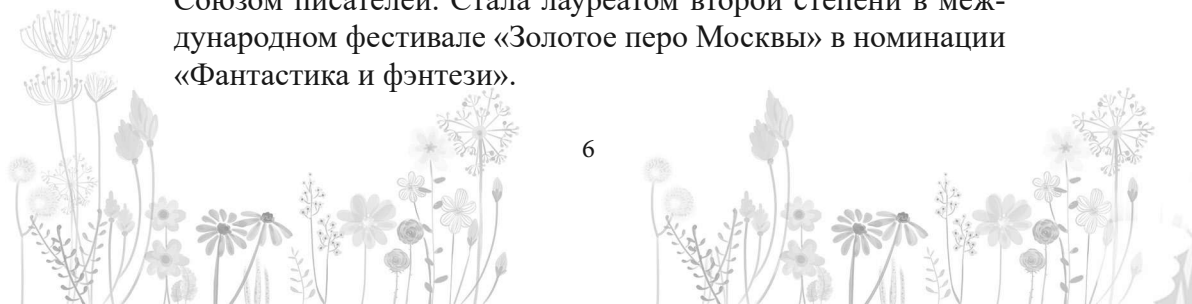 Союзом писателей. Стала лауреатом второй степени в меж-
дународном фестивале «Золотое перо Москвы» в номинации
«Фантастика и фэнтези».
6